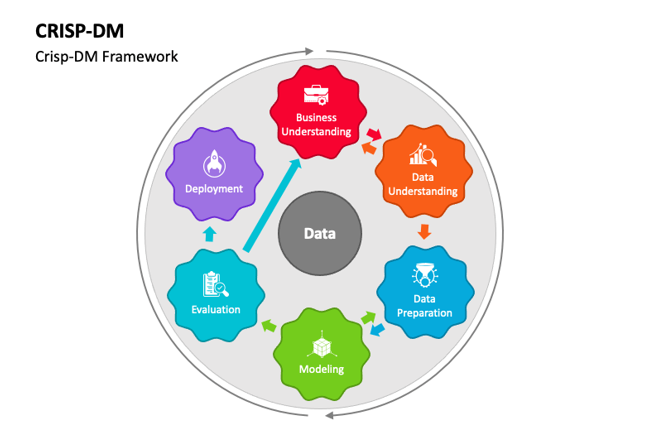 CRISP-DM
Crisp-DM Framework
Business
Understanding
Data
Understanding
Deployment
Data
Data
Preparation
Evaluation
Modeling